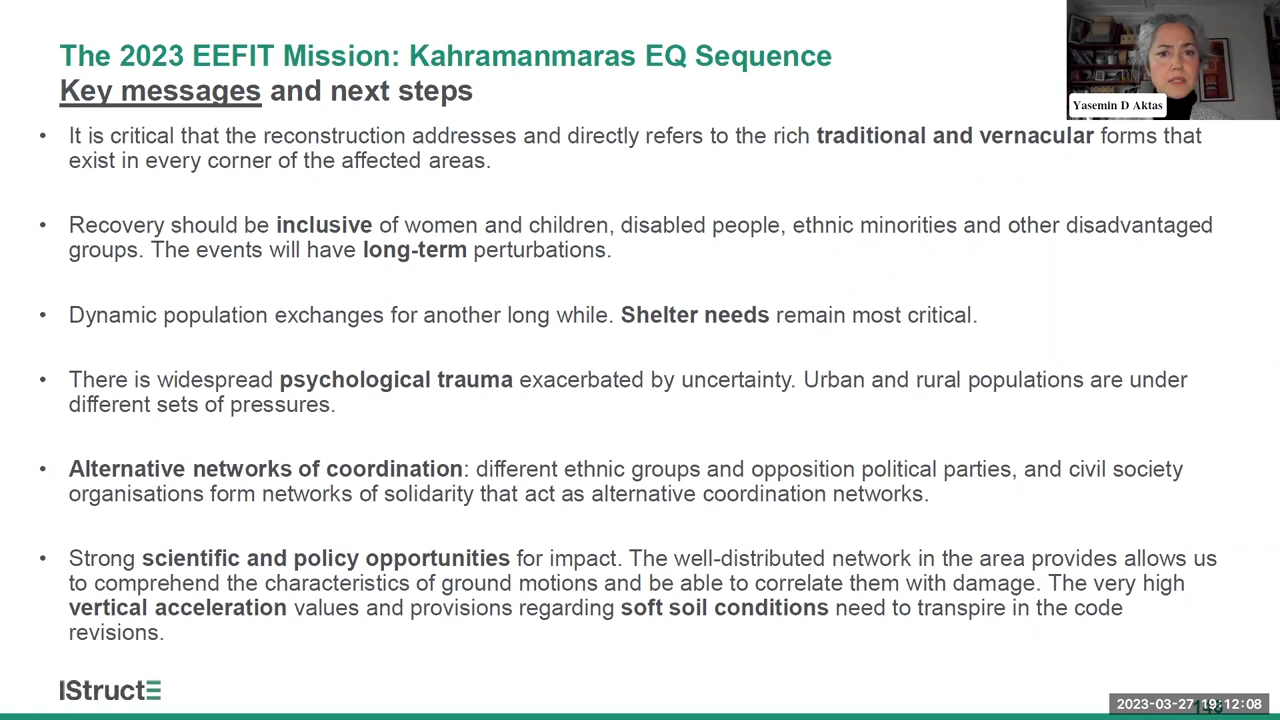 The 2023 EEFIT Mission: Kahramanmaras EQ Sequence
Key messages and next steps
Yasemin D Aktas
• It is critical that the reconstruction addresses and directly refers to the rich traditional and vernacular forms that
exist in every corner of the affected areas.
• Recovery should be inclusive of women and children, disabled people, ethnic minorities and other disadvantaged
groups. The events will have long-term perturbations.
• Dynamic population exchanges for another long while. Shelter needs remain most critical.
• There is widespread psychological trauma exacerbated by uncertainty. Urban and rural populations are under
different sets of pressures.
• Alternative networks of coordination: different ethnic groups and opposition political parties, and civil society
organisations form networks of solidarity that act as alternative coordination networks.
• Strong scientific and policy opportunities for impact. The well-distributed network in the area provides allows us
to comprehend the characteristics of ground motions and be able to correlate them with damage. The very high
vertical acceleration values and provisions regarding soft soil conditions need to transpire in the code
revisions.
IStructE
2023-03-27 19:12:08